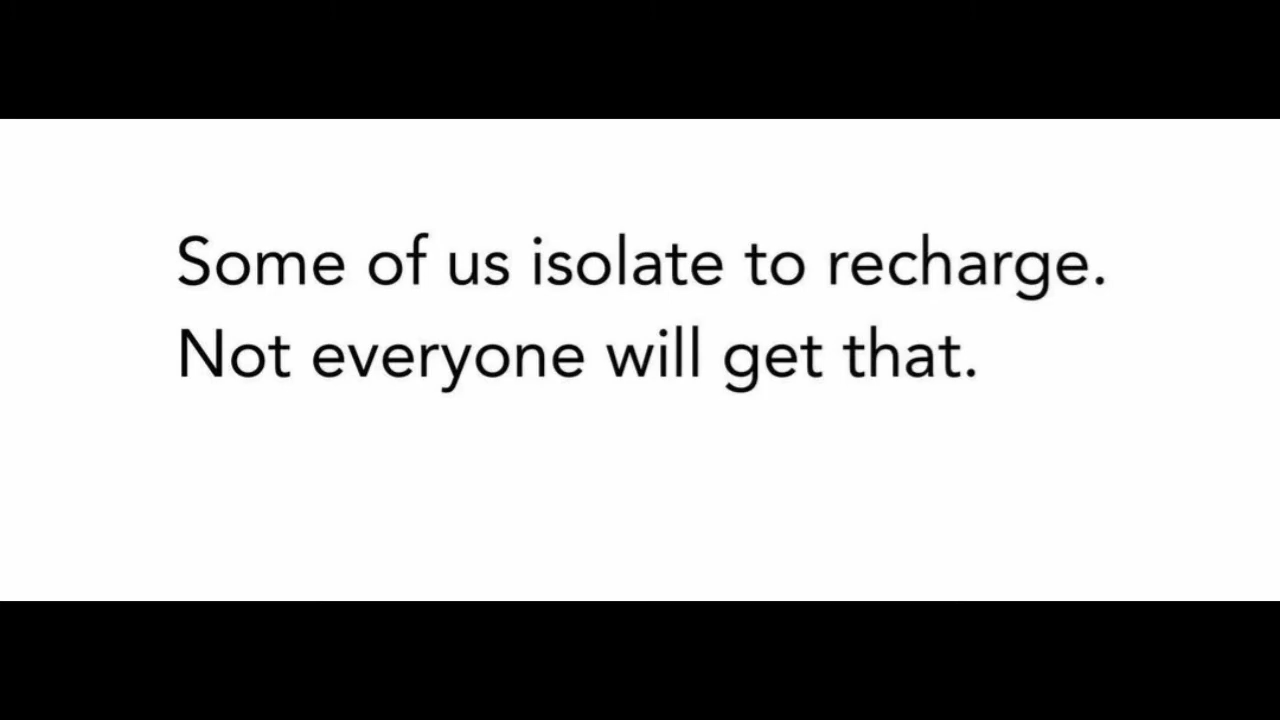 Some of us isolate to recharge.
Not everyone will get that.